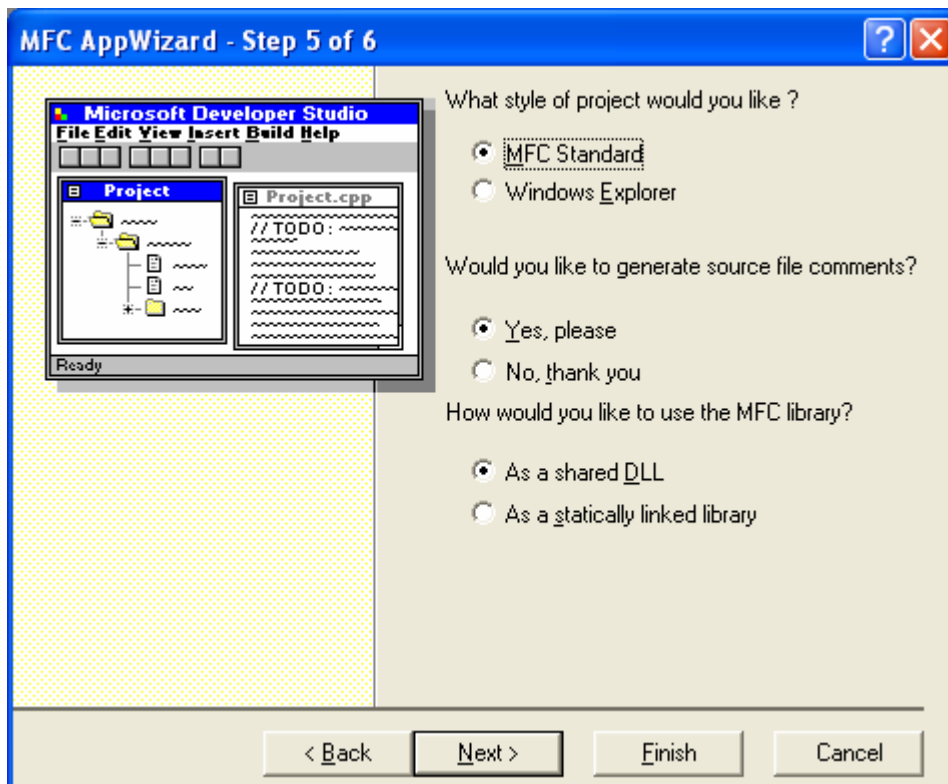 MFC AppWizard - Step 5 of 6
Microsoft Developer Studio
File Edit View Insert Build Help
Project
Project.cpp
//TODO:
//TODO:
Ready
What style of project would you like ?
MFC Standard
Windows Explorer
Would you like to generate source file comments?
Yes, please
No, thank you
How would you like to use the MFC library?
As a shared DLL
As a statically linked library
< Back
Next >
Finish
Cancel